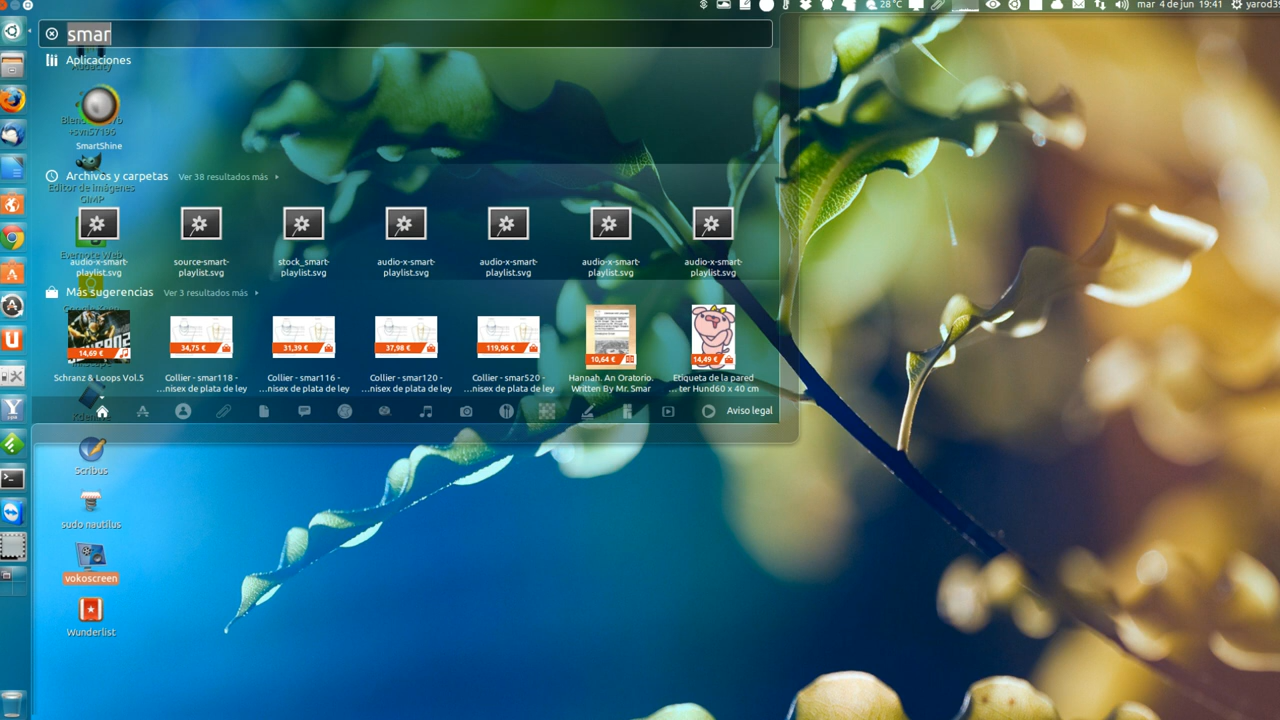 28 °C
mar 4 de jun 19:41
smar
Aplicaciones
SmartShine
+svn57196
Editor de imágenes
GIMP
Archivos y carpetas
Ver 38 resultados más
Evernote Web
audio-x-smart-
playlist.svg
source-smart-
playlist.svg
stock_smart-
playlist.svg
audio-x-smart-
playlist.svg
audio-x-smart-
playlist.svg
audio-x-smart-
playlist.svg
audio-x-smart-
playlist.svg
Más sugerencias
Ver 3 resultados más
14,69 €
34,75 €
31,39 €
37,98 €
119,96 €
10,64 €
14,49 €
Schranz & Loops Vol.5
Collier - smar118 -
...nisex de plata de ley
Collier - smar116 -
...nisex de plata de ley
Collier - smar120 -
...nisex de plata de ley
Collier - smar520 -
...nisex de plata de ley
Hannah. An Oratorio.
Written By Mr. Smar
Etiqueta de la pared
... ter Hund60 x 40 cm
Aviso legal
Scribus
sudo nautilus
vokoscreen
Wunderlist